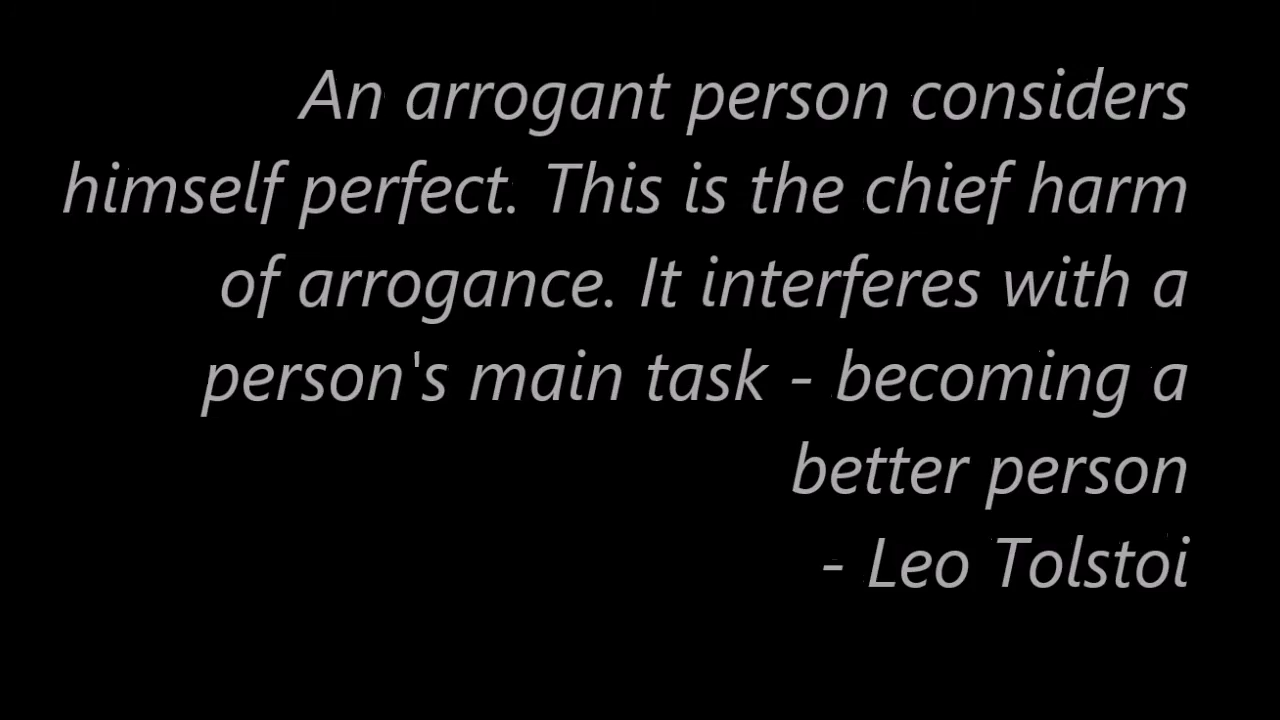 An arrogant person considers
himself perfect. This is the chief harm
of arrogance. It interferes with a
person's main task - becoming a
better person
- Leo Tolstoi